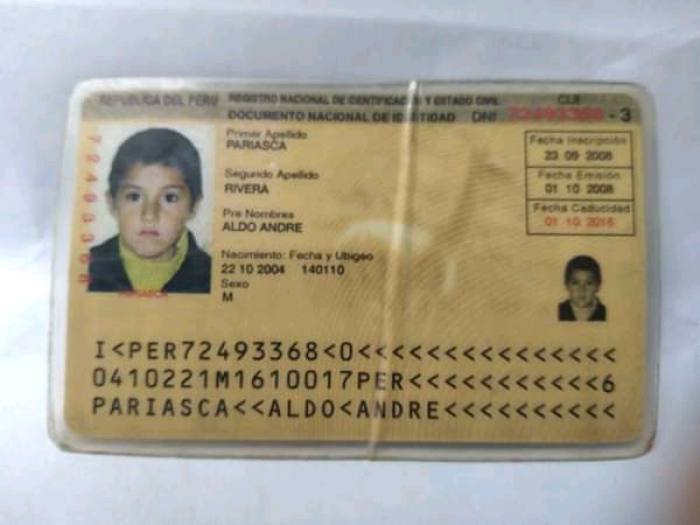 REPUBLICA DEL PERU REGISTRO NACIONAL DE IDENTIFICACION Y ESTADO CIVIL CUI
DOCUMENTO NACIONAL DE IDENTIDAD DNI 72493368 - 3
Primer Apellido
PARIASCA
Segundo Apellido
RIVERA
Pre Nombres
ALDO ANDRE
Nacimiento: Fecha y Ubigeo
22 10 2004 140110
Sexo
M
Fecha Inscripción
23 09 2008
Fecha Emisión
01 10 2008
Fecha Caducidad
01 10 2016
72493368
PARIASCA
I<PER72493368<0<<<<<<<<<<<<<<<
0410221M1610017PER<<<<<<<<<<<6
PARIASCA<<ALDO<ANDRE<<<<<<<<<<